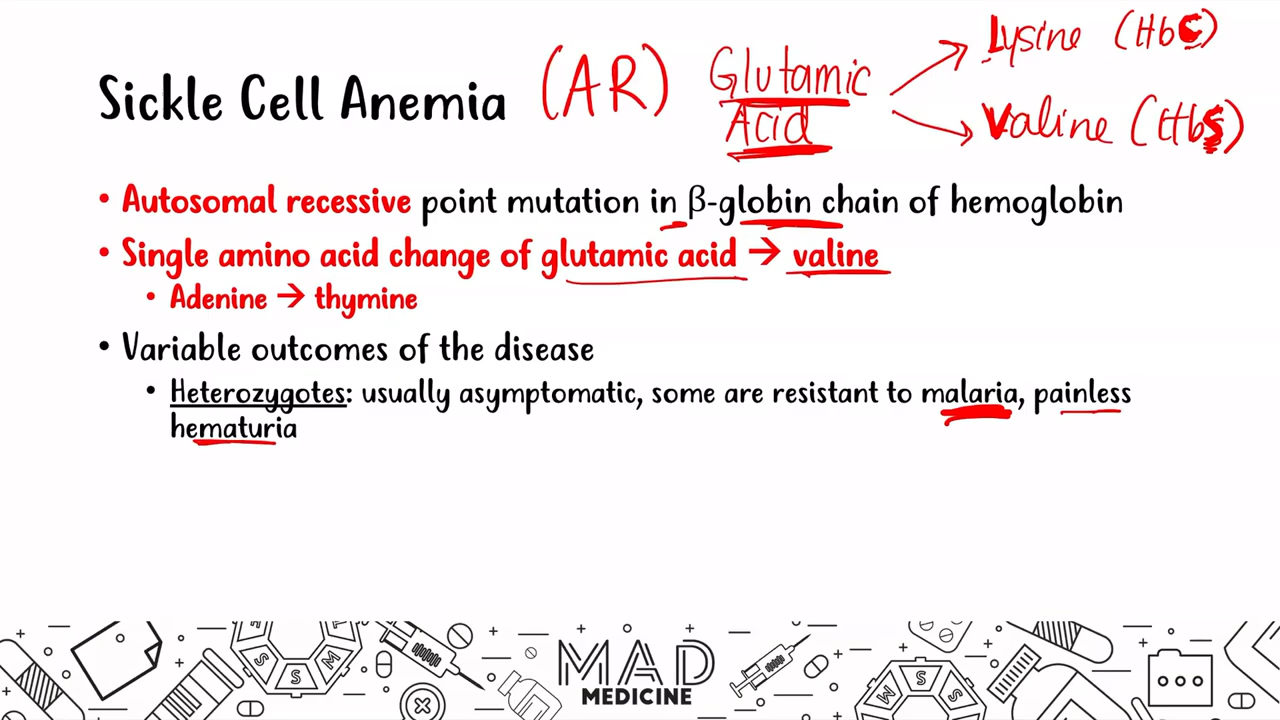 Sickle Cell Anemia (AR) Glutamic Acid
Lysine (HbC)
Valine (HbS)
• Autosomal recessive point mutation in β-globin chain of hemoglobin
• Single amino acid change of glutamic acid → valine
• Adenine → thymine
• Variable outcomes of the disease
• Heterozygotes: usually asymptomatic, some are resistant to malaria, painless
hematuria
S S M
MAD
MEDICINE
M S S